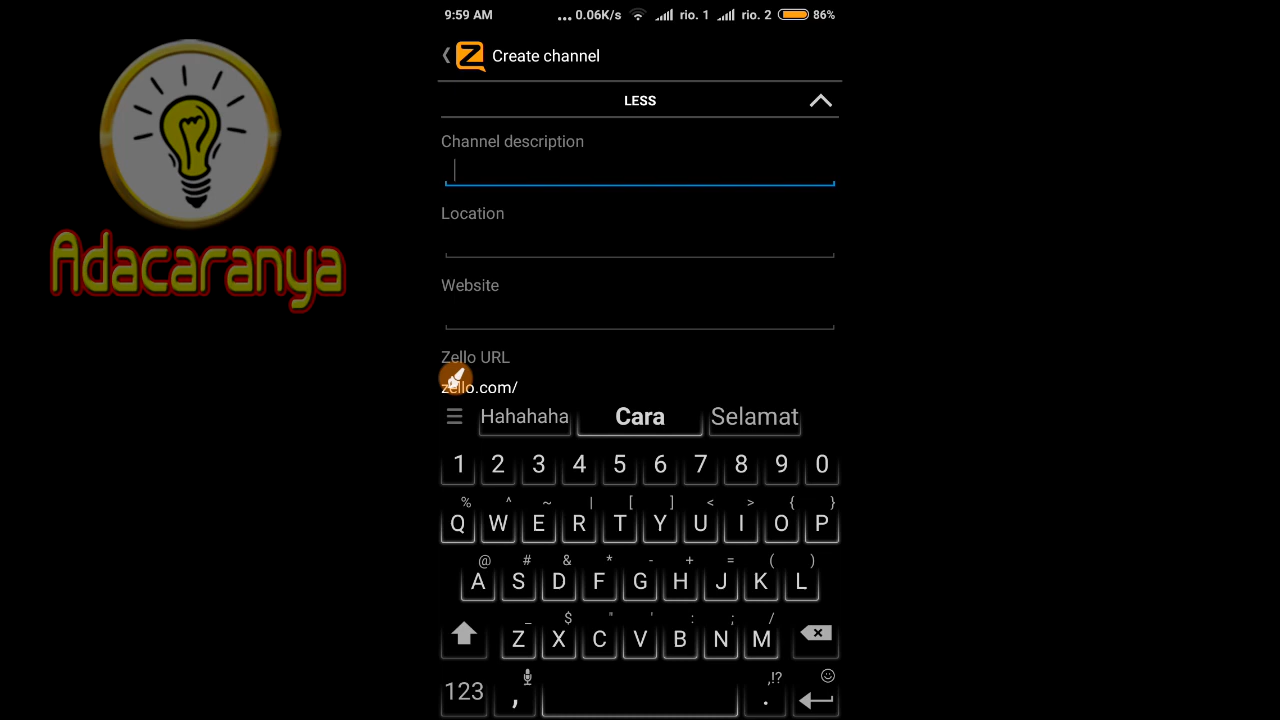 9:59 AM ... 0.06K/s rio. 1 rio. 2 86%
Z Create channel
LESS
Channel description
Location
Website
Zello URL
zello.com/
Hahahaha Cara Selamat
1 2 3 4 5 6 7 8 9 0
% ^ ~ | [ ] < > { }
Q W E R T Y U I O P
@ # & * - + = ( )
A S D F G H J K L
_ $ " ' : ; /
Z X C V B N M
,!?
123 , .
Adacaranya